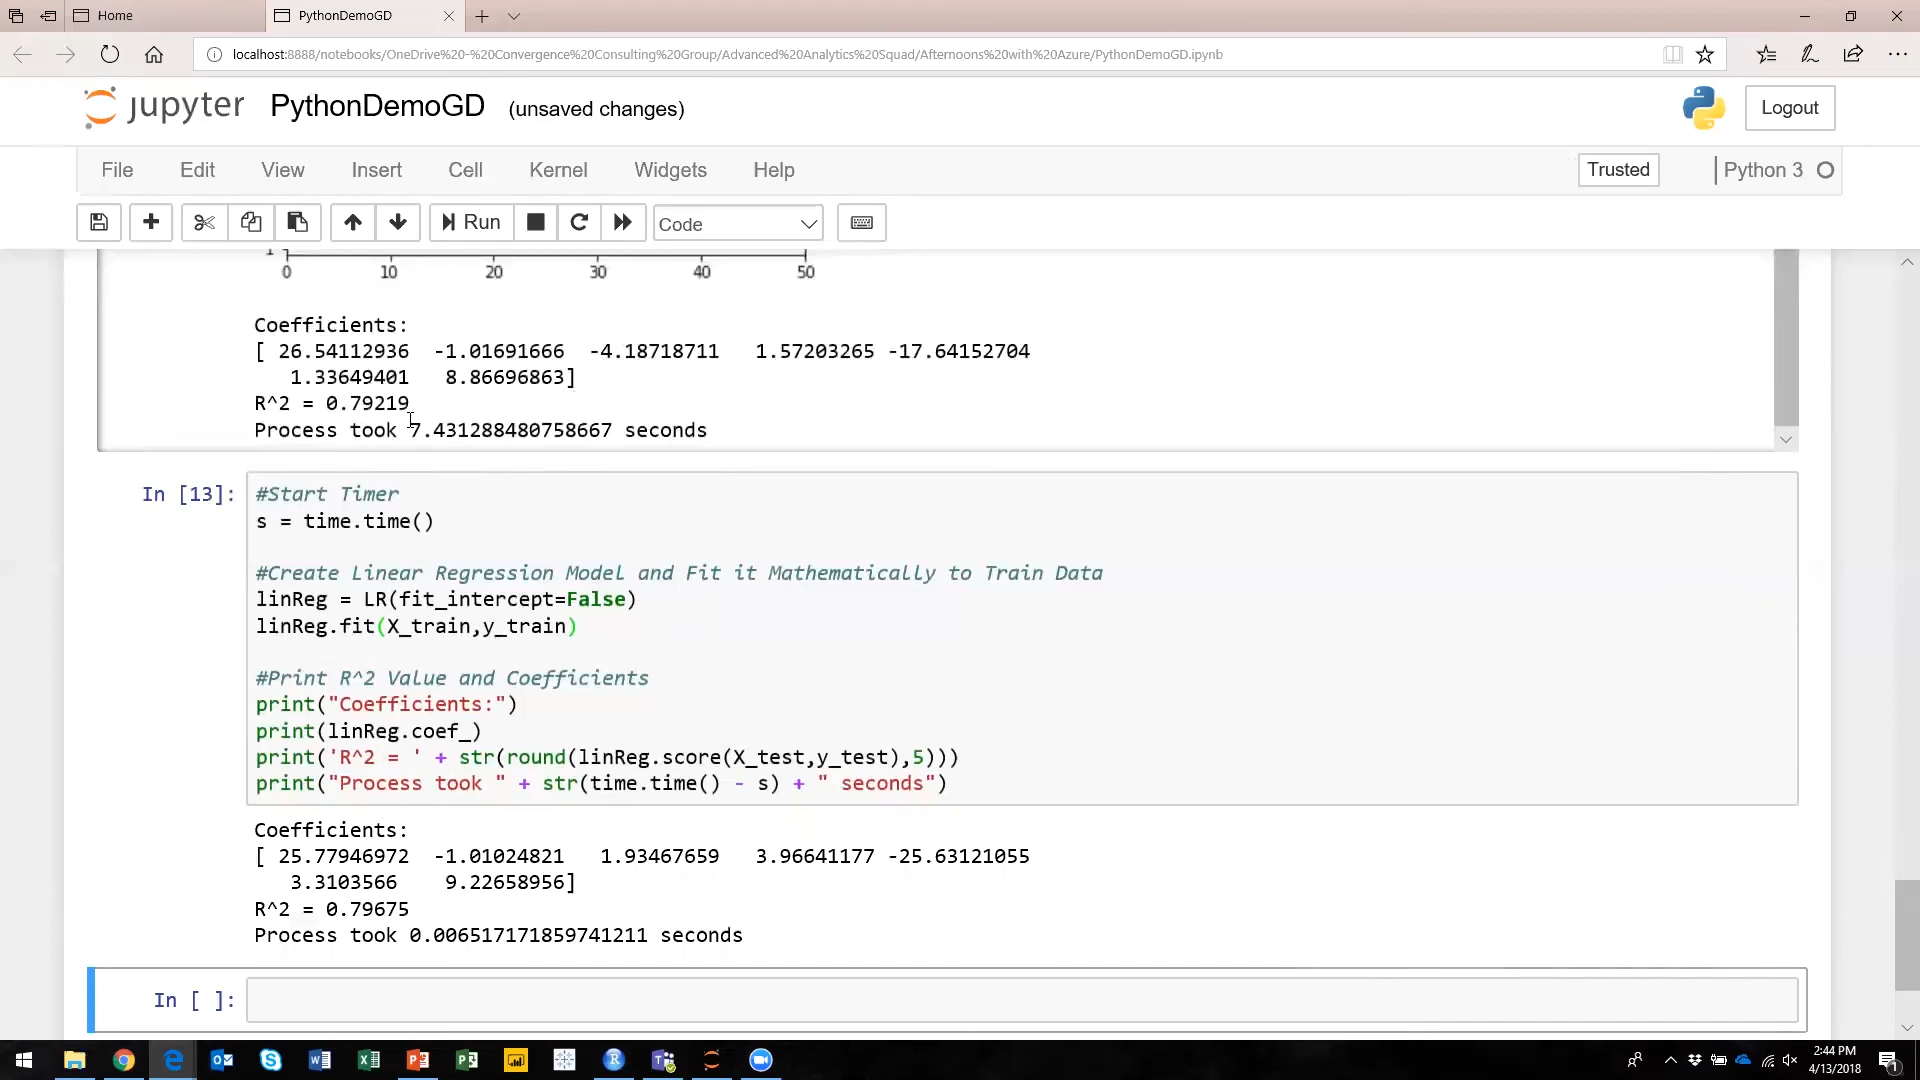 Home
PythonDemoGD
localhost:8888/notebooks/OneDrive%20-%20Convergence%20Consulting%20Group/Advanced%20Analytics%20Squad/Afternoons%20with%20Azure/PythonDemoGD.ipynb
jupyter PythonDemoGD (unsaved changes)
Logout
File Edit View Insert Cell Kernel Widgets Help
Trusted
Python 3
Run
Code
0 10 20 30 40 50
Coefficients:
[ 26.54112936 -1.01691666 -4.18718711 1.57203265 -17.64152704
1.33649401 8.86696863]
R^2 = 0.79219
Process took 7.431288480758667 seconds
In [13]:
#Start Timer
s = time.time()
#Create Linear Regression Model and Fit it Mathematically to Train Data
linReg = LR(fit_intercept=False)
linReg.fit(X_train,y_train)
#Print R^2 Value and Coefficients
print("Coefficients:")
print(linReg.coef_)
print('R^2 = ' + str(round(linReg.score(X_test,y_test),5)))
print("Process took " + str(time.time() - s) + " seconds")
Coefficients:
[ 25.77946972 -1.01024821 1.93467659 3.96641177 -25.63121055
3.3103566 9.22658956]
R^2 = 0.79675
Process took 0.006517171859741211 seconds
In [ ]:
2:44 PM
4/13/2018
1